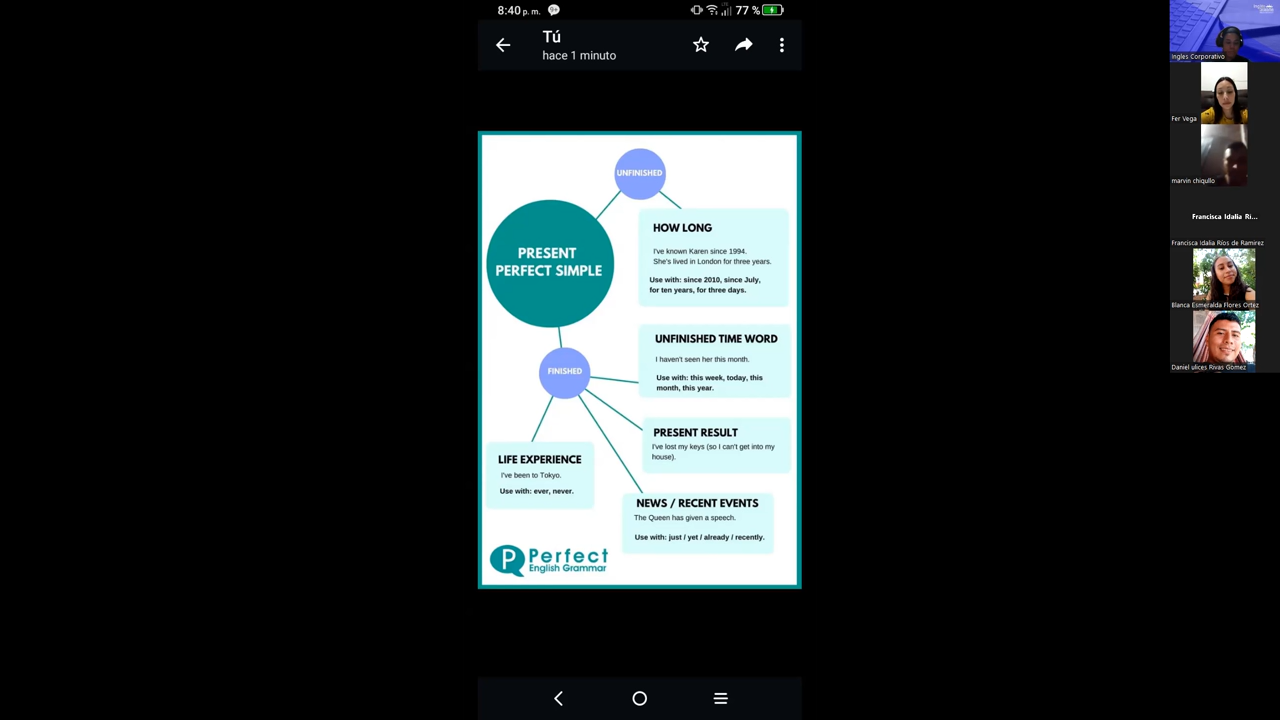 8:40 p. m.
9+
77 %
Tú
hace 1 minuto
UNFINISHED
PRESENT
PERFECT SIMPLE
HOW LONG
I've known Karen since 1994.
She's lived in London for three years.
Use with: since 2010, since July,
for ten years, for three days.
FINISHED
UNFINISHED TIME WORD
I haven't seen her this month.
Use with: this week, today, this
month, this year.
PRESENT RESULT
I've lost my keys (so I can't get into my
house).
LIFE EXPERIENCE
I've been to Tokyo.
Use with: ever, never.
NEWS / RECENT EVENTS
The Queen has given a speech.
Use with: just / yet / already / recently.
P Perfect
English Grammar
Ingles Corporativo
Fer Vega
marvin chiqullo
Francisca Idalia Rí...
Francisca Idalia Ríos de Ramirez
Blanca Esmeralda Flores Ortez
Daniel ulices Rivas Gomez